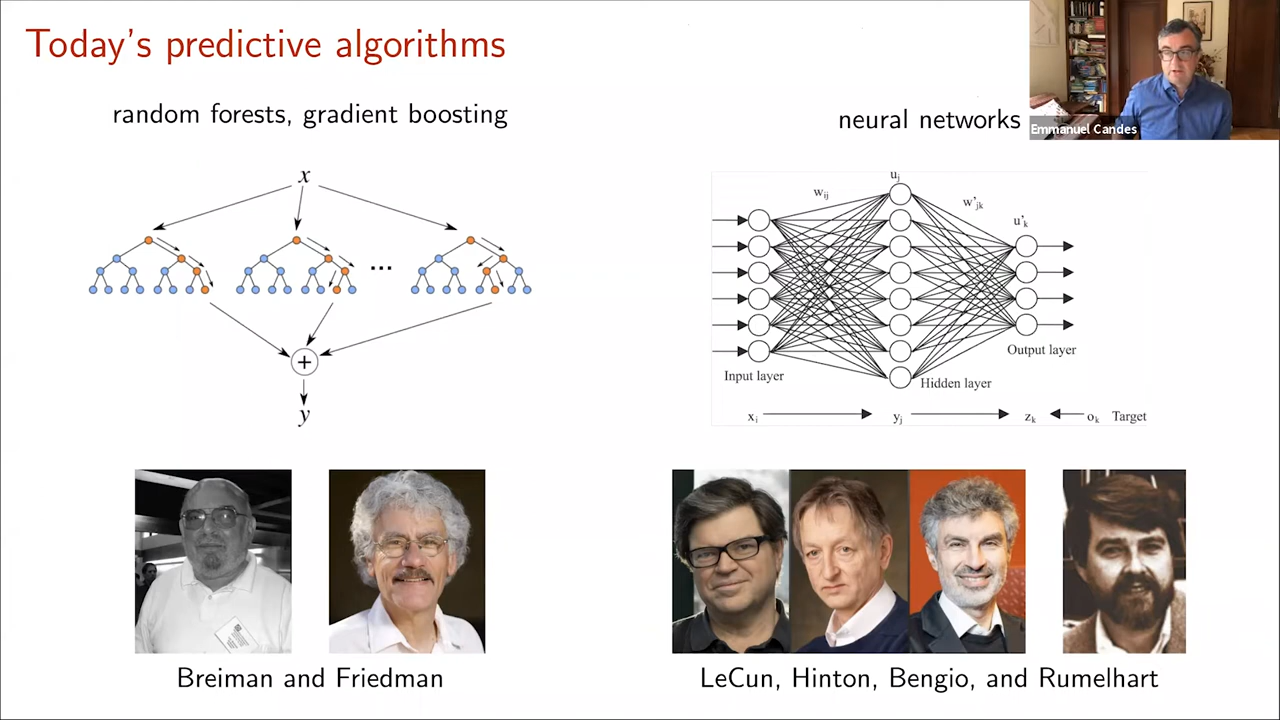 Today's predictive algorithms
random forests, gradient boosting
neural networks
Emmanuel Candes
x
...
+
y
u_j
w_ij
w'_jk
u'_k
Input layer
Hidden layer
Output layer
x_i
y_j
z_k
o_k
Target
Breiman and Friedman
LeCun, Hinton, Bengio, and Rumelhart